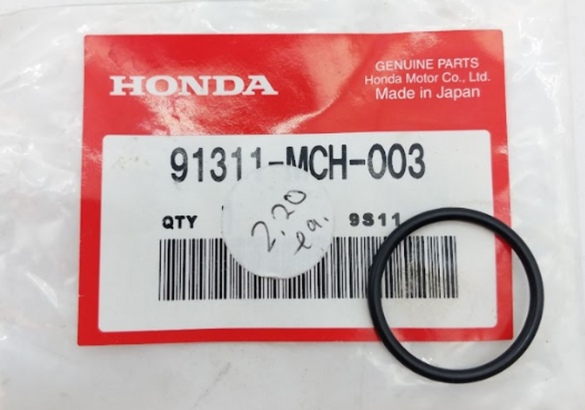 HONDA
GENUINE PARTS
Honda Motor Co., Ltd.
Made in Japan
91311-MCH-003
QTY 9S11
2.20
ea.